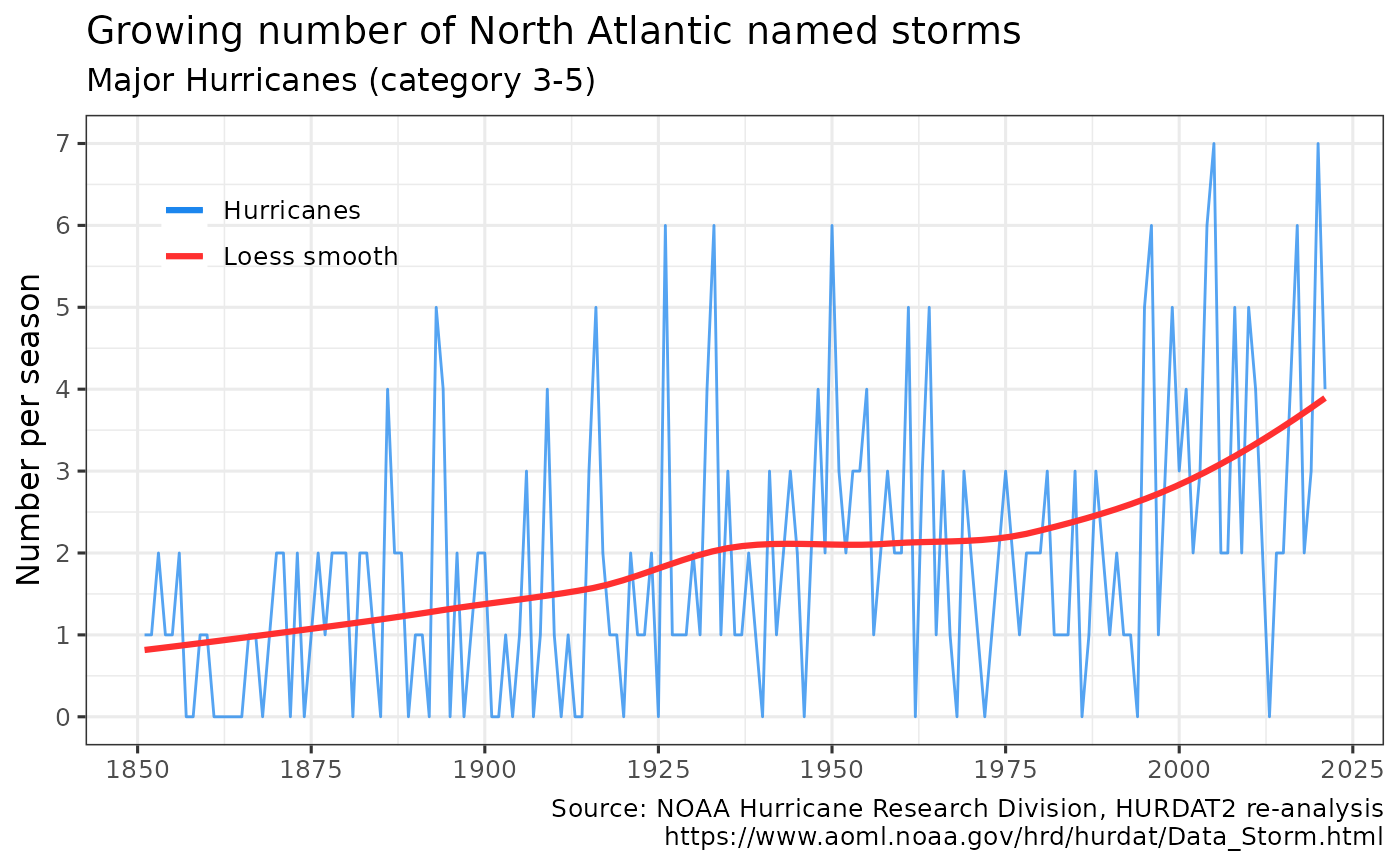 Growing number of North Atlantic named storms
Major Hurricanes (category 3-5)
Number per season
7
6
5
4
3
2
1
0
Hurricanes
Loess smooth
1850 1875 1900 1925 1950 1975 2000 2025
Source: NOAA Hurricane Research Division, HURDAT2 re-analysis
https://www.aoml.noaa.gov/hrd/hurdat/Data_Storm.html